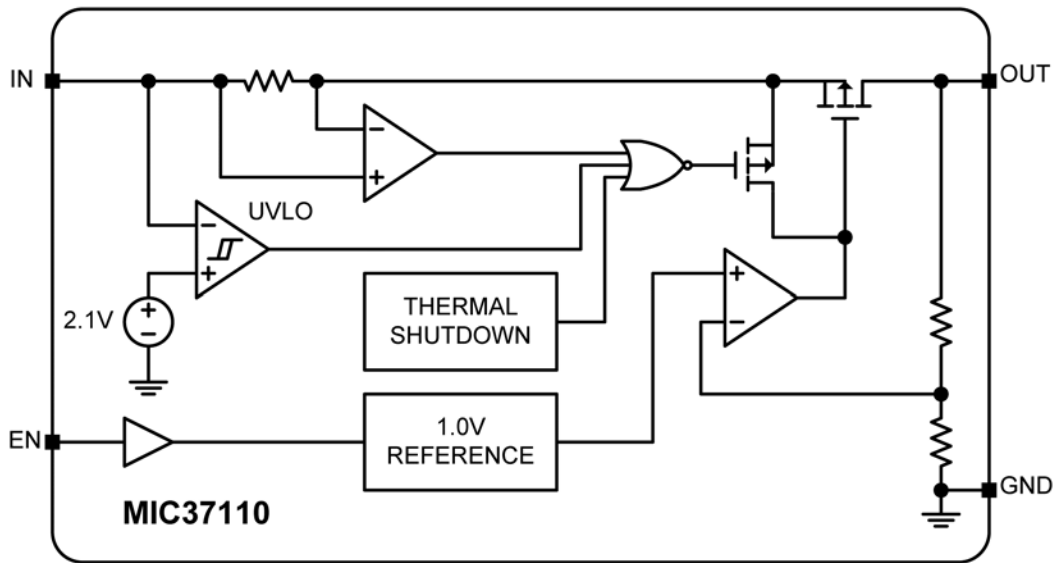 IN
OUT
−
+
UVLO
−
+
2.1V
+
−
THERMAL
SHUTDOWN
+
−
EN
1.0V
REFERENCE
GND
MIC37110